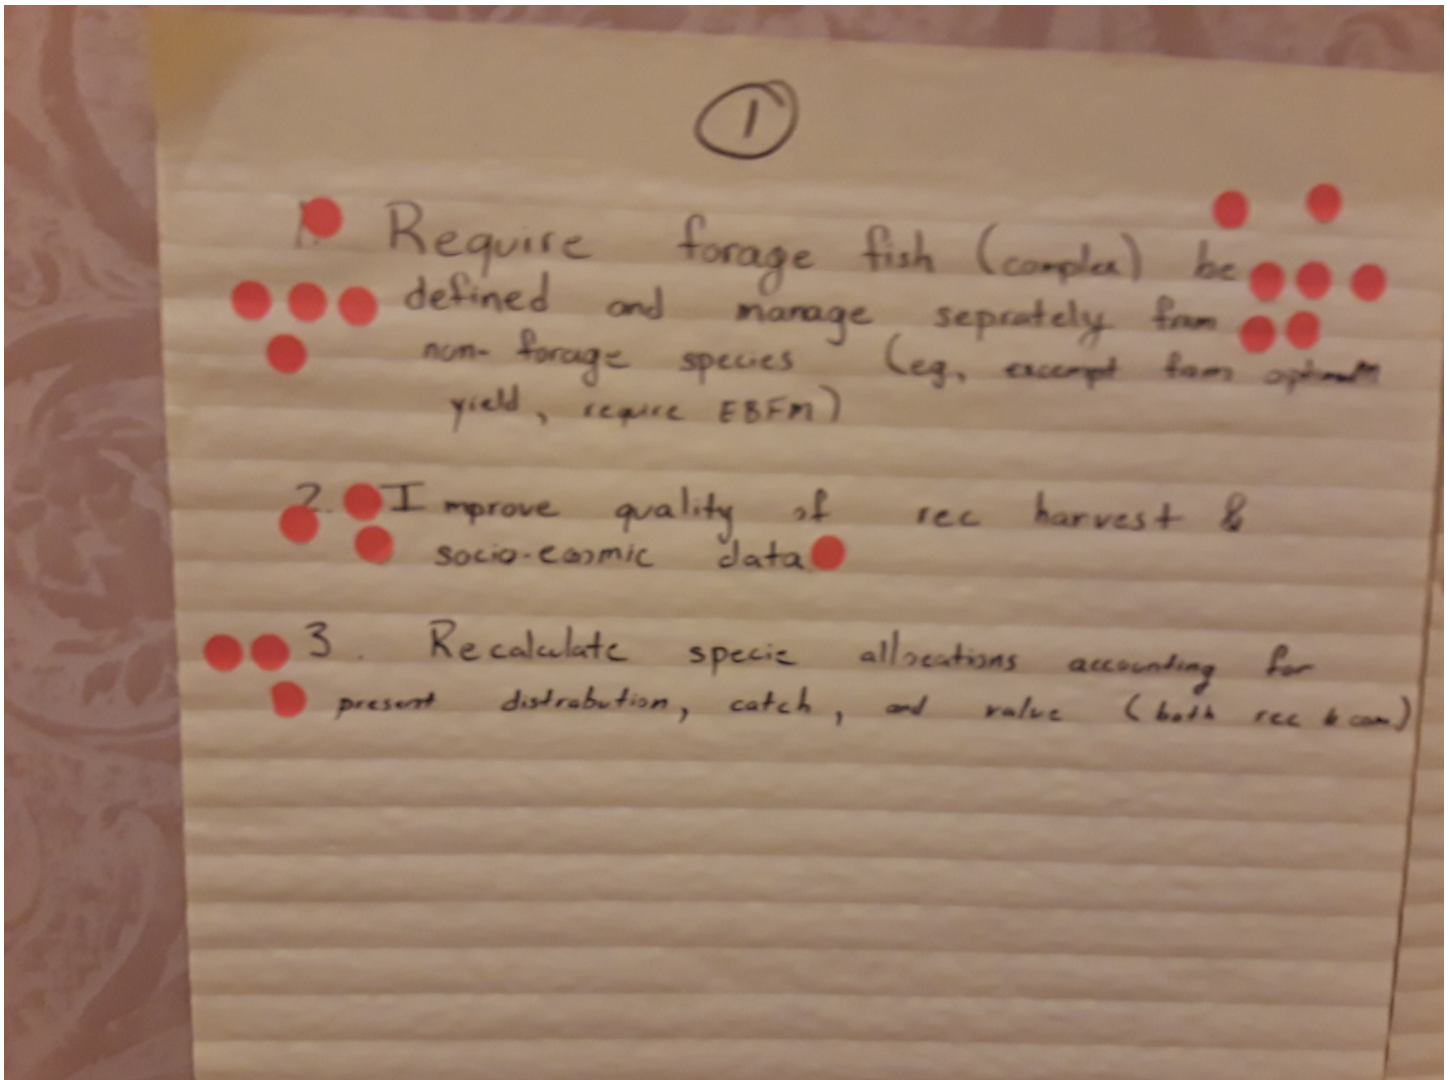 1
1. Require forage fish (complex) be
defined and manage seprately from
non- forage species (eg, excempt from optimum
yield, require EBFM)
2. Improve quality of rec harvest &
socio-ecomic data
3. Recalculate specie allocations accounting for
present distrabution, catch, and value (both rec & com)